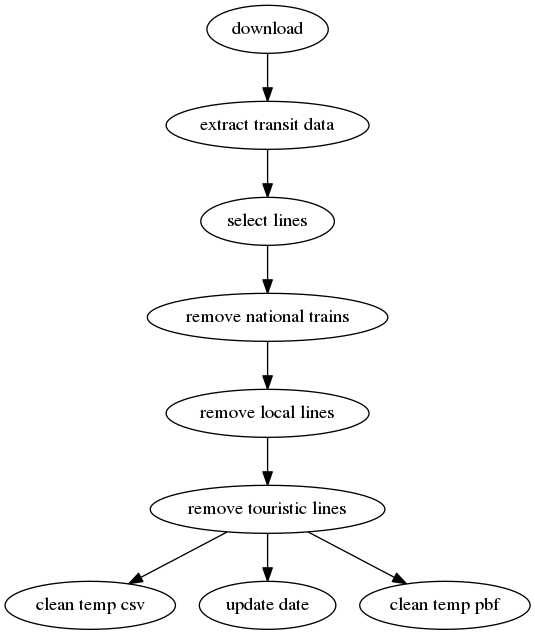 download
extract transit data
select lines
remove national trains
remove local lines
remove touristic lines
clean temp csv
update date
clean temp pbf